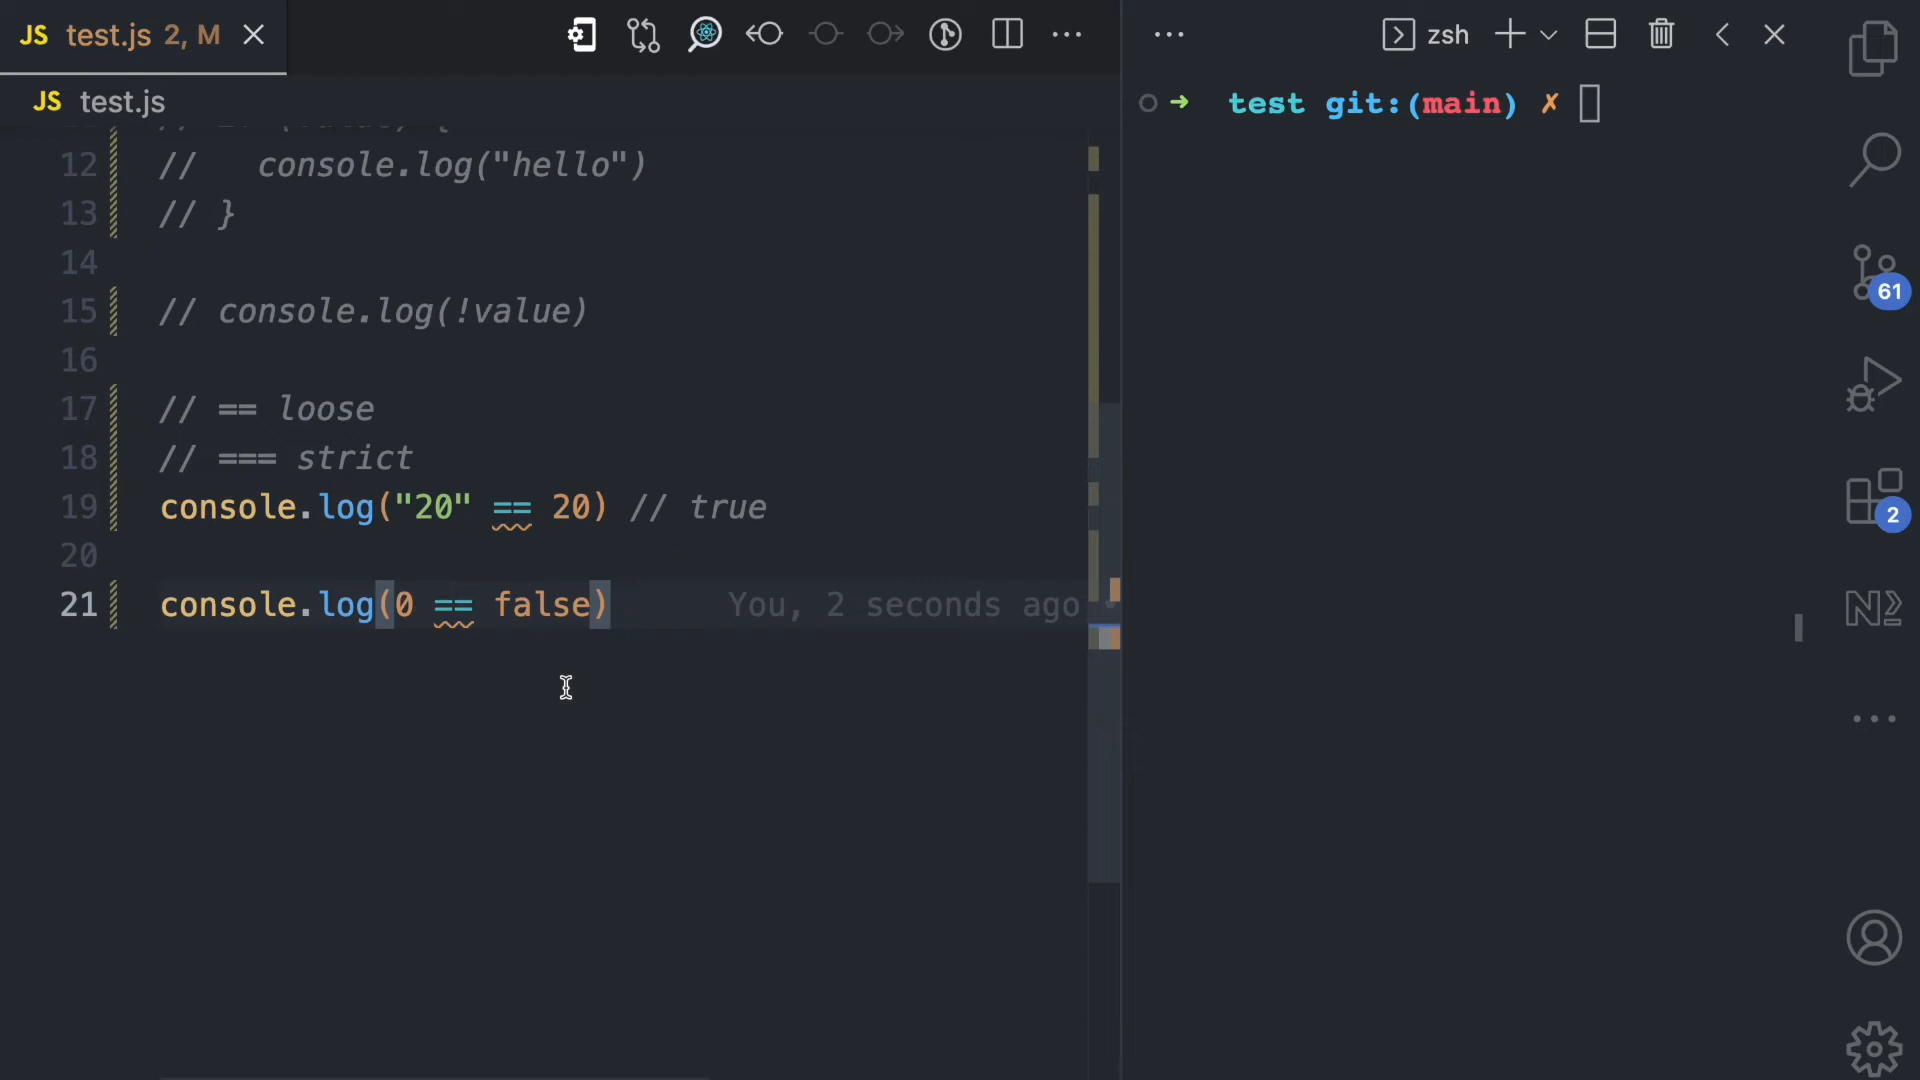 JS test.js 2, M
zsh
JS test.js
test git:(main) ✗
12 //   console.log("hello")
13 // }
14
15 // console.log(!value)
16
17 // == loose
18 // === strict
19 console.log("20" == 20) // true
20
21 console.log(0 == false) You, 2 seconds ago
61
2